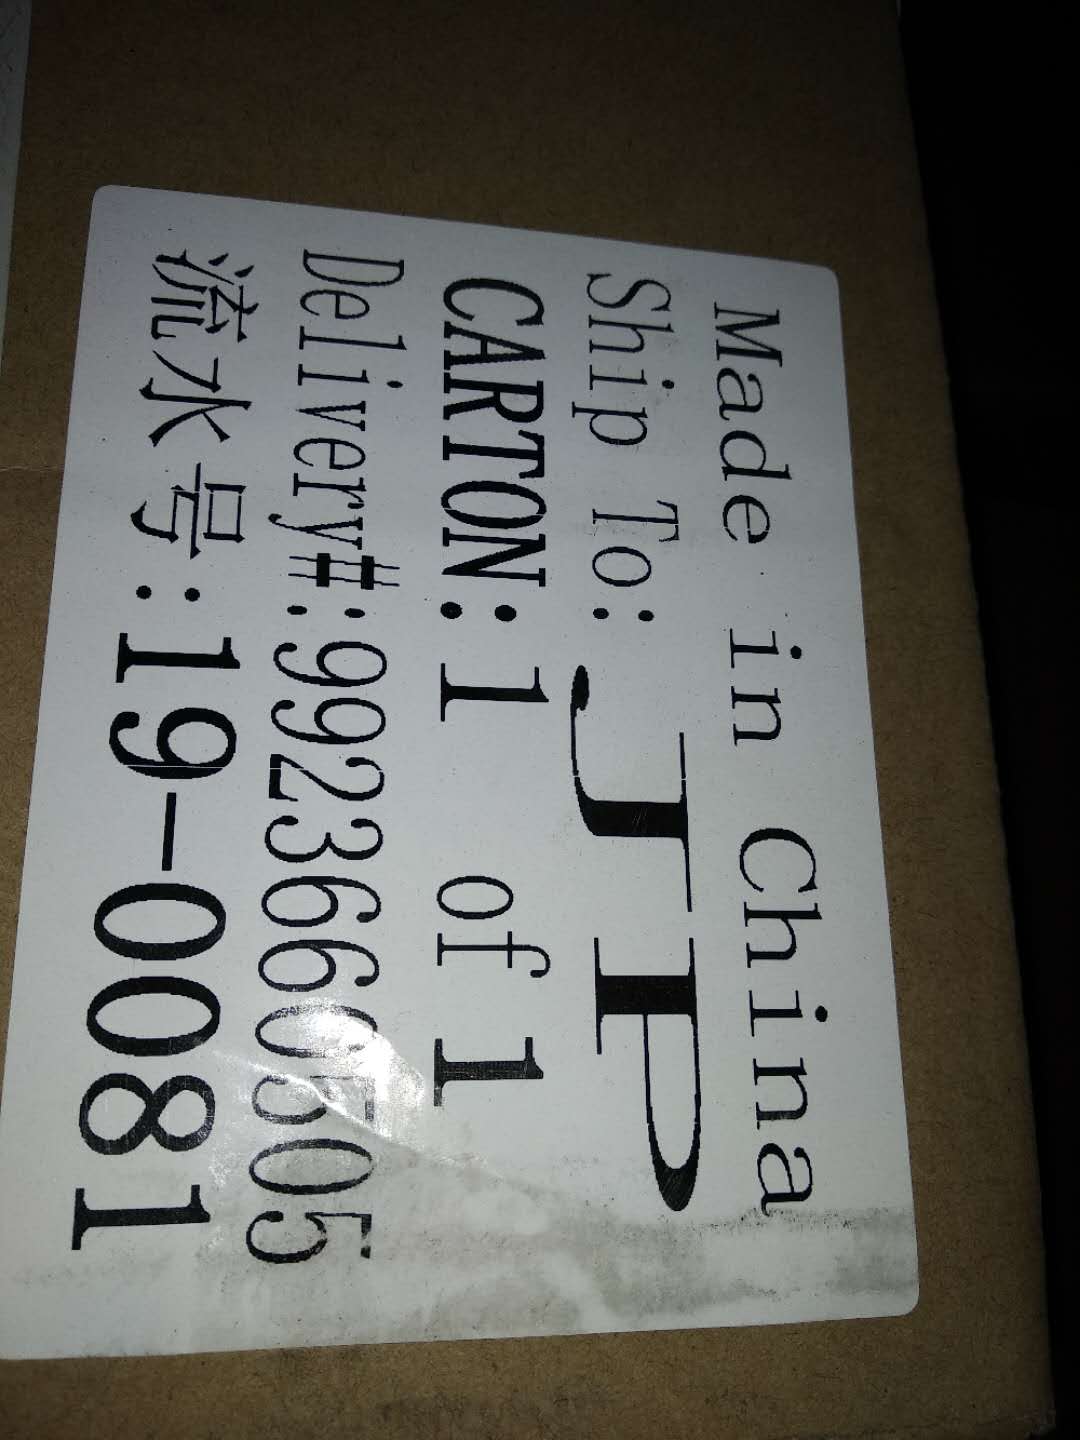 Made in China
Ship To: JP
CARTON:1 of 1
Delivery#:9923660505
流水号:19-0081